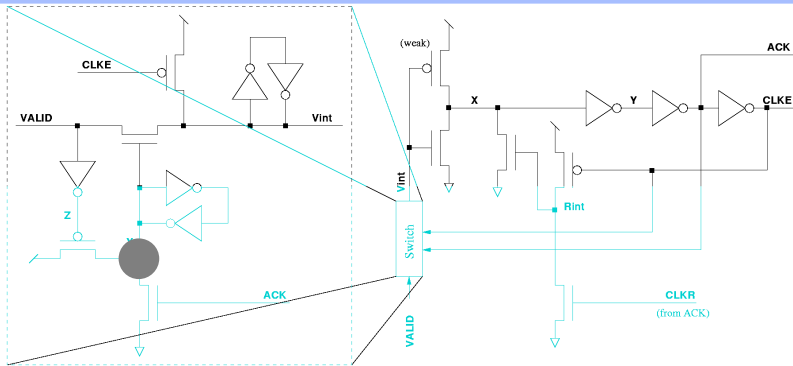 CLKE
VALID
Vint
Z
ACK
(weak)
X
Y
ACK
CLKE
Vint
Rint
Switch
VALID
CLKR
(from ACK)